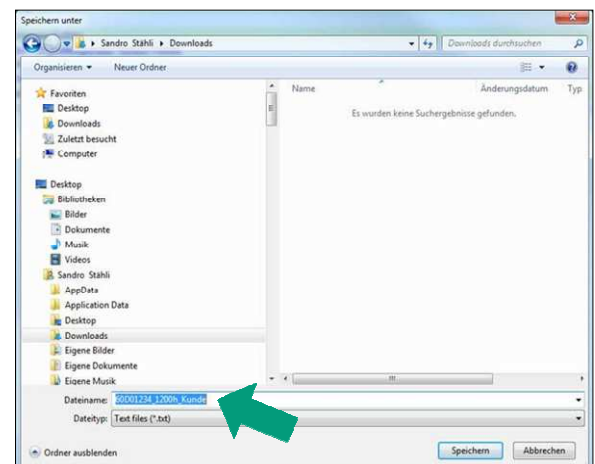 Speichern unter
Sandro Stähli ▸ Downloads
Downloads durchsuchen
Organisieren
Neuer Ordner
Favoriten
Desktop
Downloads
Zuletzt besucht
Computer
Desktop
Bibliotheken
Bilder
Dokumente
Musik
Videos
Sandro Stähli
AppData
Application Data
Desktop
Downloads
Eigene Bilder
Eigene Dokumente
Eigene Musik
Name
Änderungsdatum
Typ
Es wurden keine Suchergebnisse gefunden.
Dateiname: 60D01234_1200h_Kunde
Dateityp: Text files (*.txt)
Ordner ausblenden
Speichern
Abbrechen